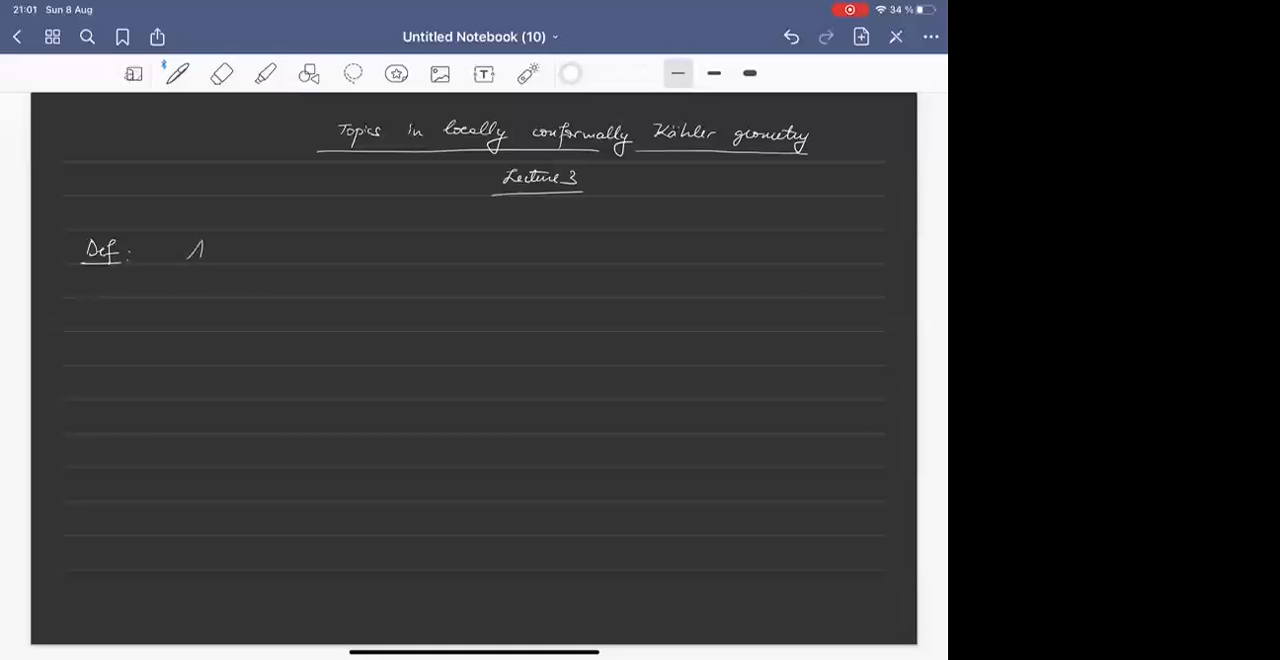 21:01 Sun 8 Aug 34 %
Untitled Notebook (10)
Topics in locally conformally Kähler geometry
Lecture 3
Def: